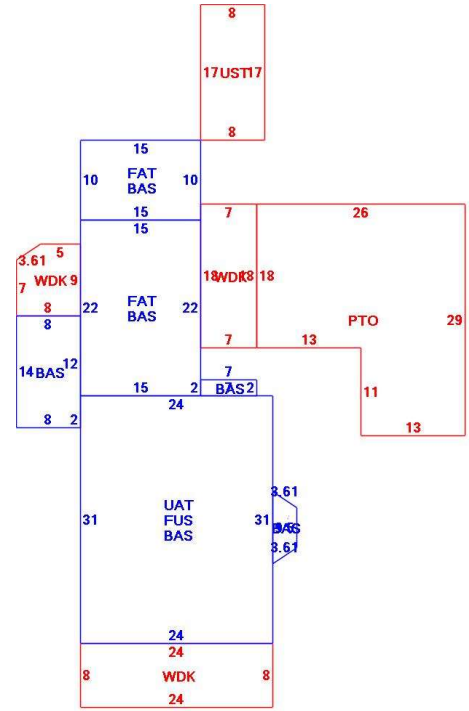 8
17 UST 17
8
15
10 FAT 10
BAS
15
15
7
26
5
3.61
WDK 9
7
8
18 WDK 18 18
22 FAT 22
BAS
PTO
29
7
13
8
14 BAS 12
8 2
7
15 2
BAS
7 2
24
11
13
3.61
UAT
31 FUS 31
BAS
BAS
3.61
24
24
8 WDK 8
24